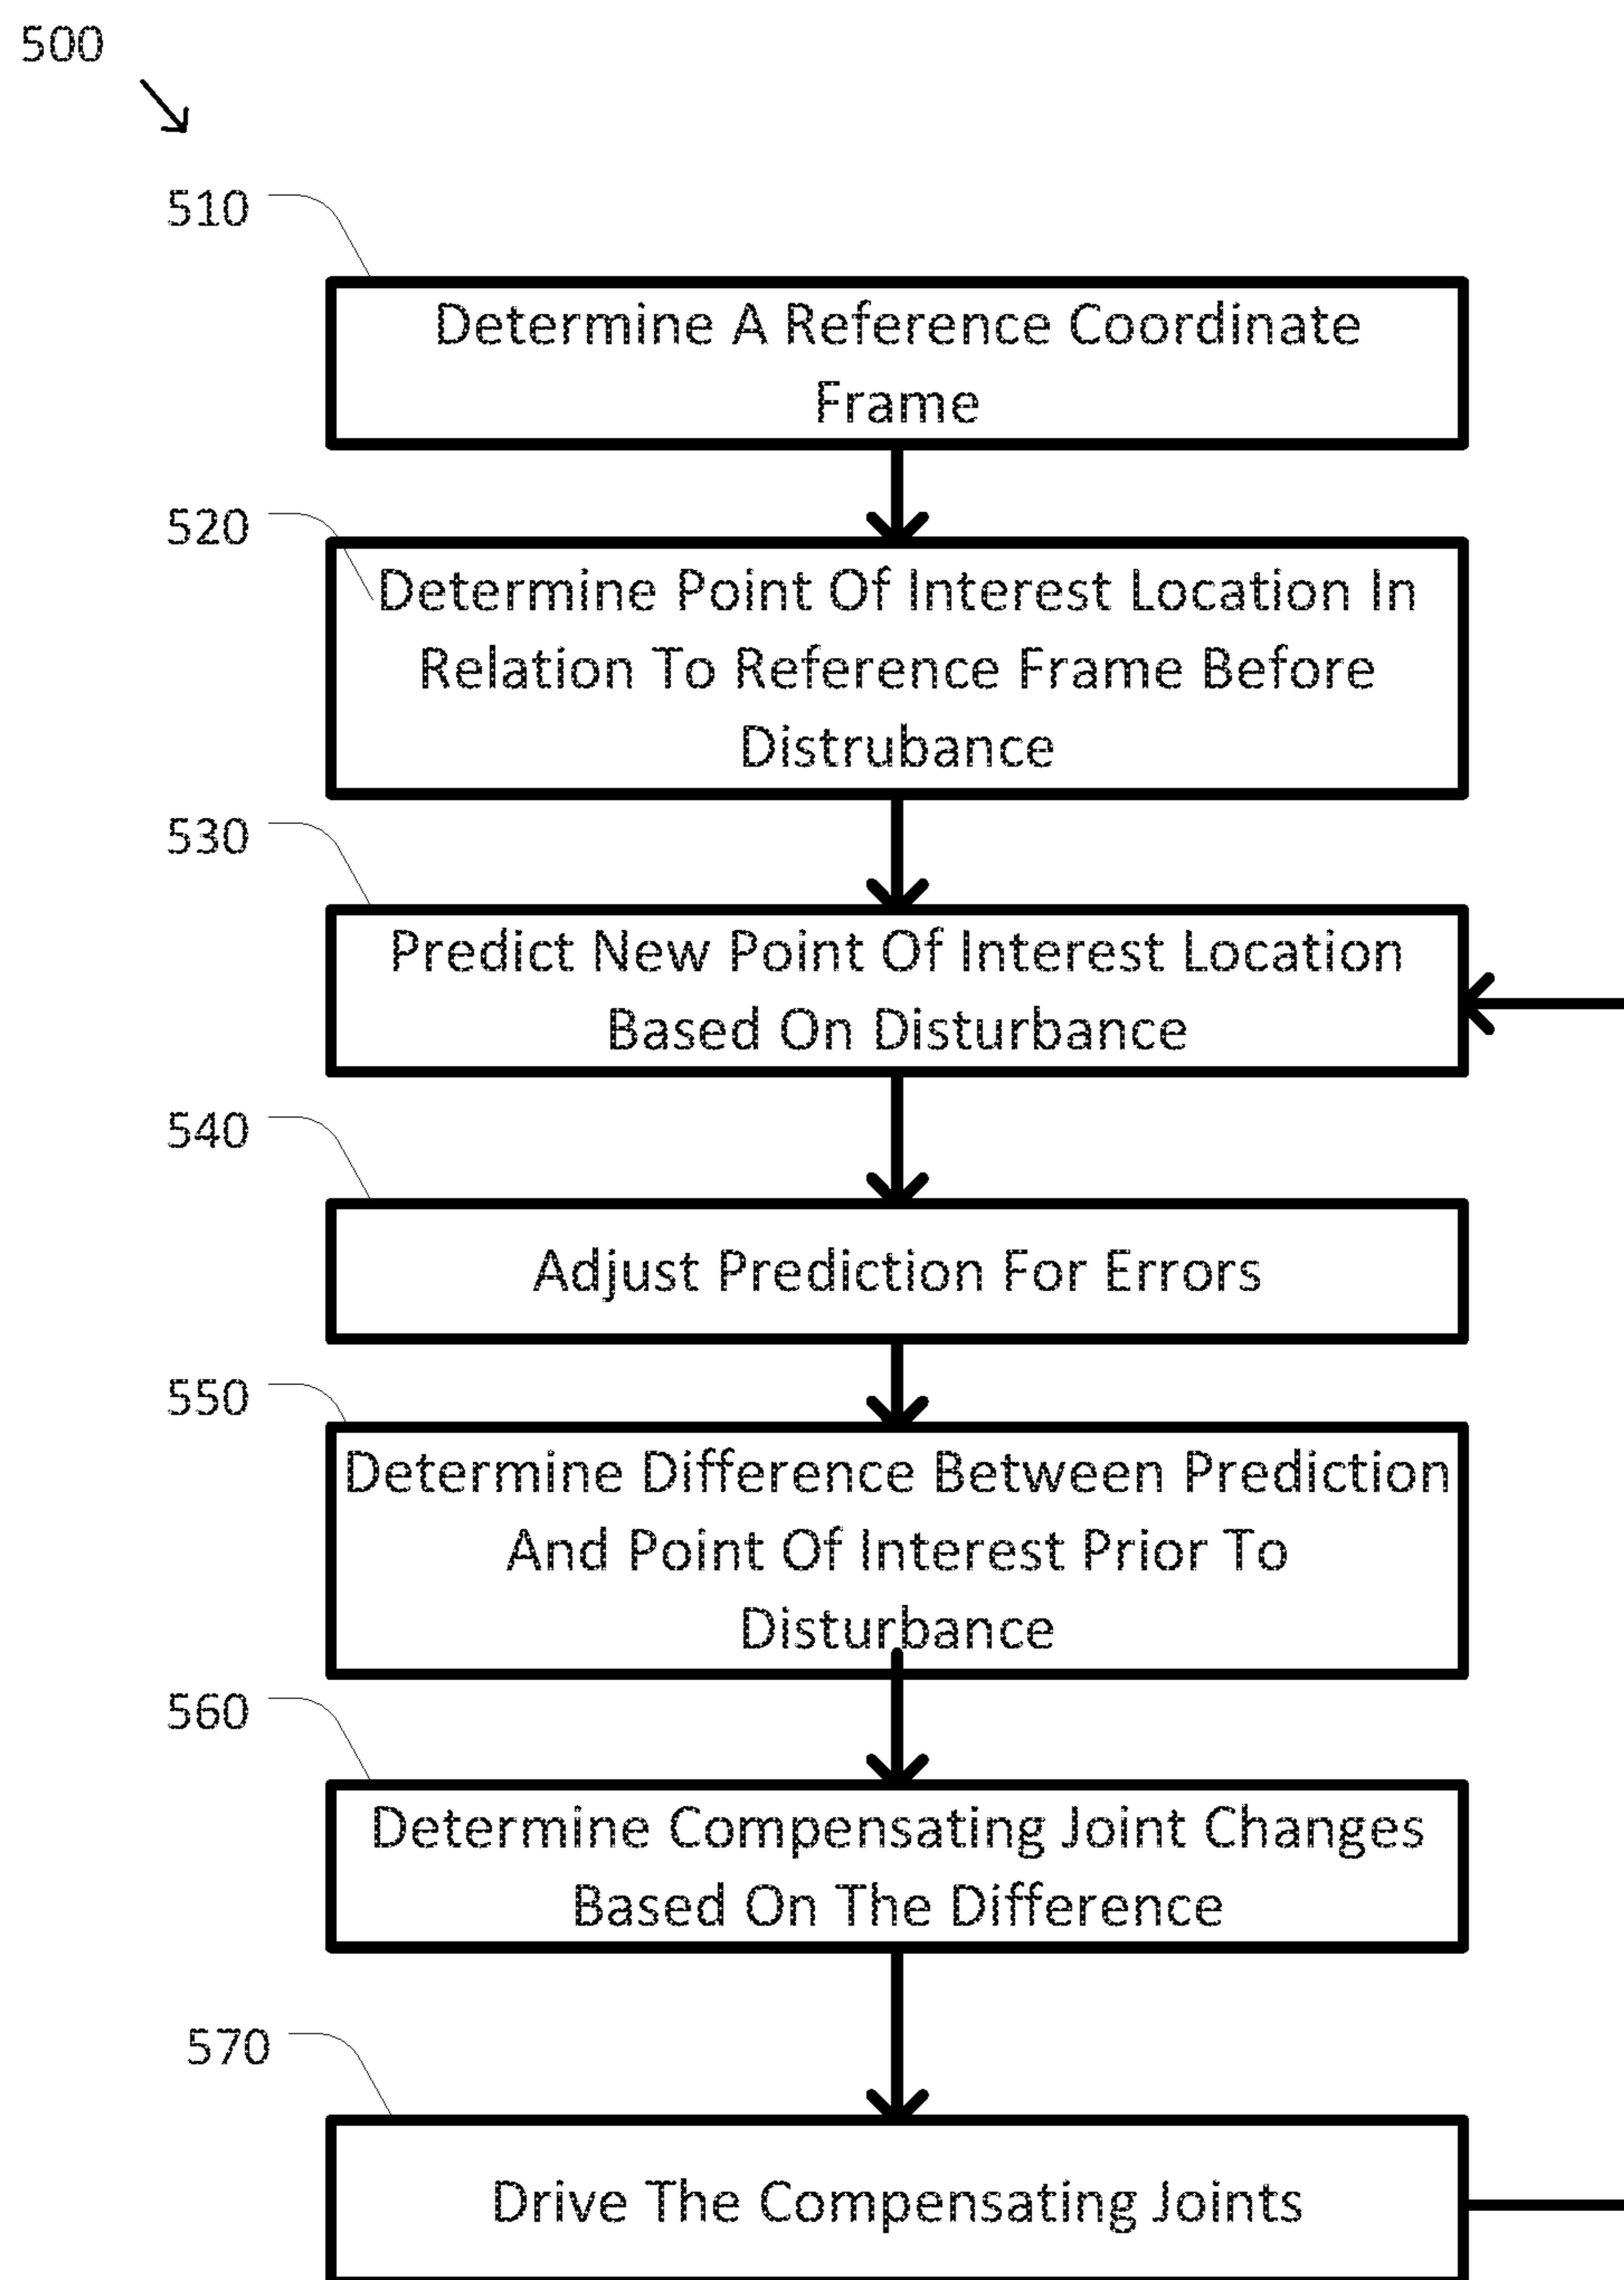 500
510
Determine A Reference Coordinate
Frame
520
Determine Point Of Interest Location In
Relation To Reference Frame Before
Distrubance
530
Predict New Point Of Interest Location
Based On Disturbance
540
Adjust Prediction For Errors
550
Determine Difference Between Prediction
And Point Of Interest Prior To
Disturbance
560
Determine Compensating Joint Changes
Based On The Difference
570
Drive The Compensating Joints